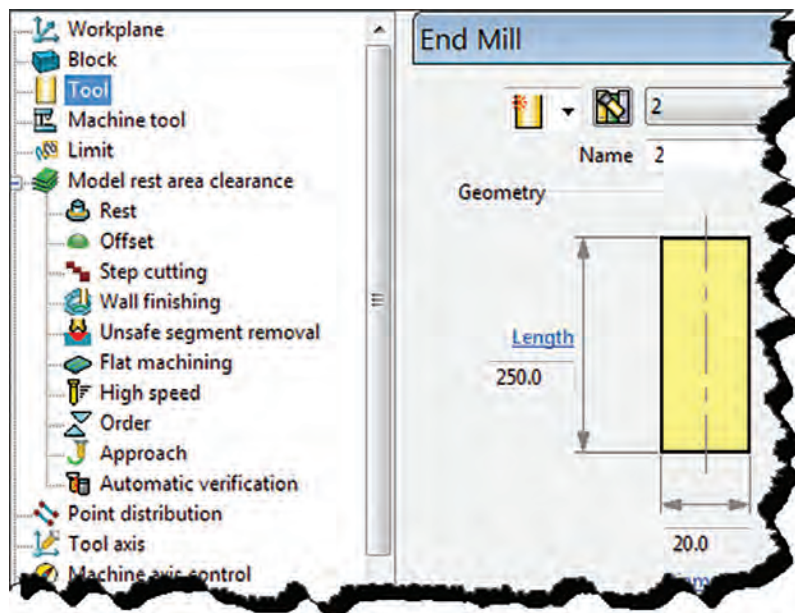 Workplane
Block
Tool
Machine tool
Limit
Model rest area clearance
Rest
Offset
Step cutting
Wall finishing
Unsafe segment removal
Flat machining
High speed
Order
Approach
Automatic verification
Point distribution
Tool axis
Machine axis control
End Mill
2
Name 2
Geometry
Length
250.0
20.0